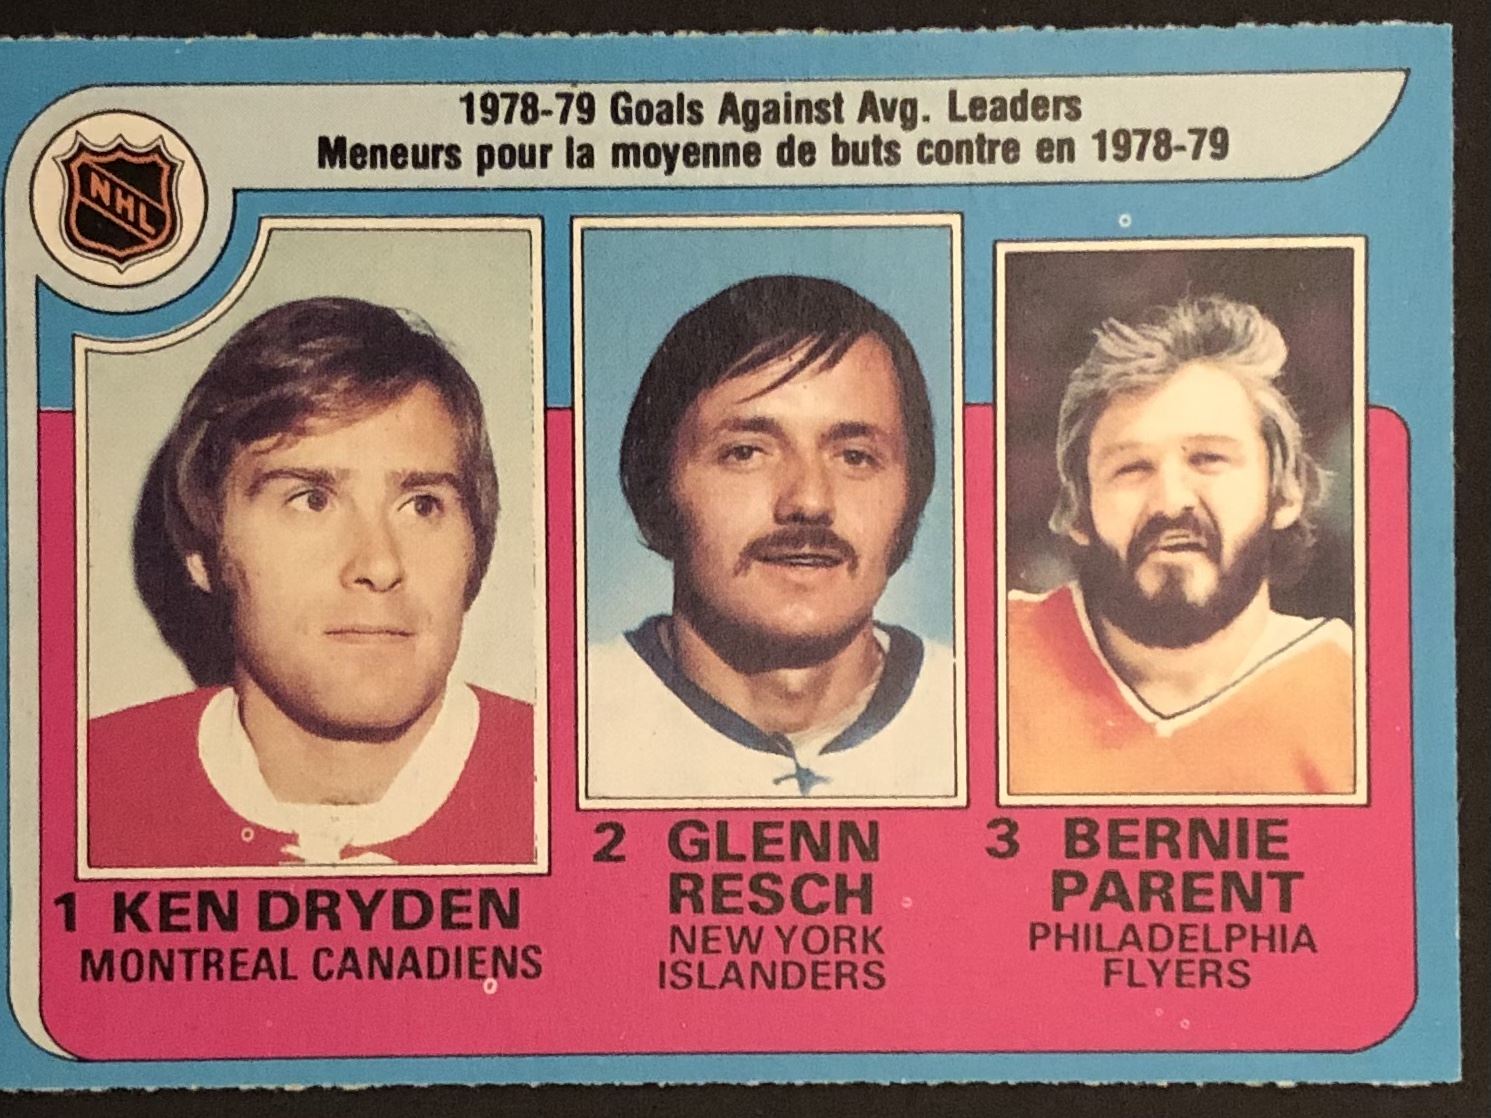 1978-79 Goals Against Avg. Leaders
Meneurs pour la moyenne de buts contre en 1978-79
NHL
1 KEN DRYDEN
MONTREAL CANADIENS
2 GLENN
RESCH
NEW YORK
ISLANDERS
3 BERNIE
PARENT
PHILADELPHIA
FLYERS